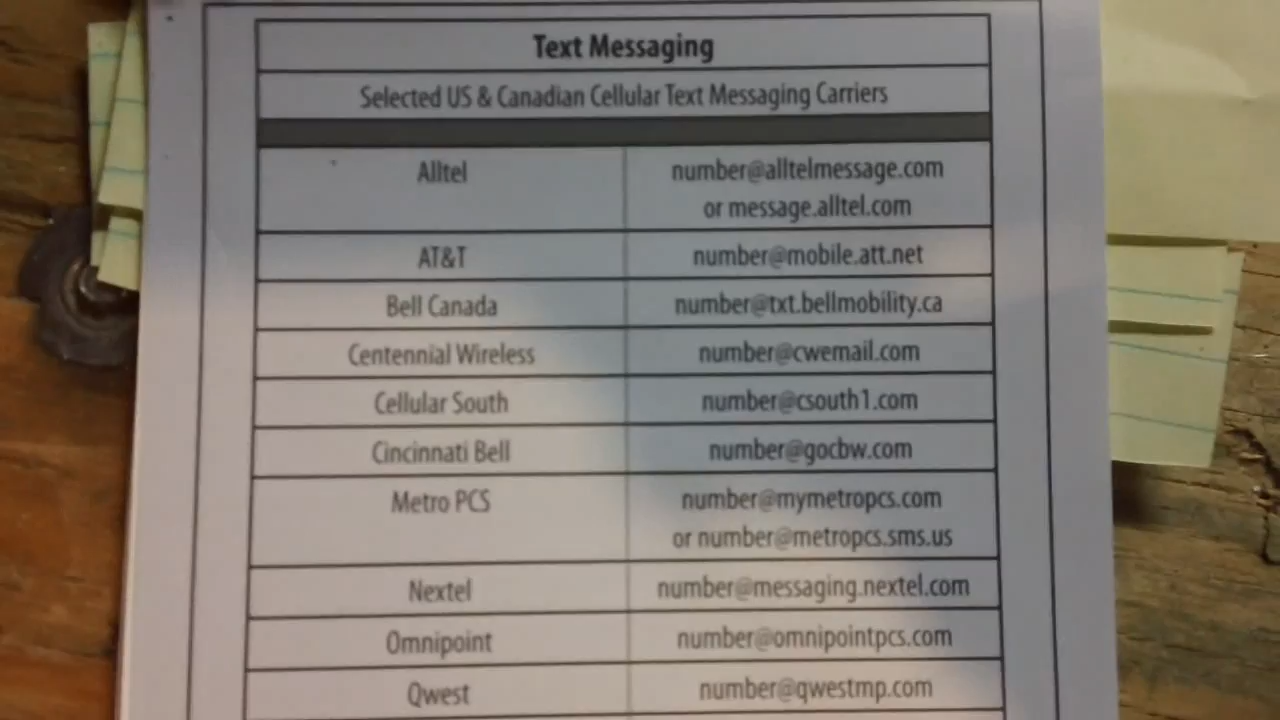 Text Messaging
Selected US & Canadian Cellular Text Messaging Carriers
Alltel number@alltelmessage.com
or message.alltel.com
AT&T number@mobile.att.net
Bell Canada number@txt.bellmobility.ca
Centennial Wireless number@cwemail.com
Cellular South number@csouth1.com
Cincinnati Bell number@gocbw.com
Metro PCS number@mymetropcs.com
or number@metropcs.sms.us
Nextel number@messaging.nextel.com
Omnipoint number@omnipointpcs.com
Qwest number@qwestmp.com